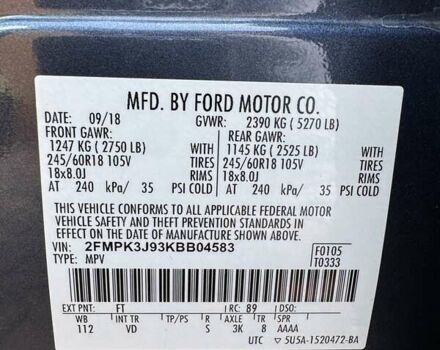 MFD. BY FORD MOTOR CO.
DATE: 09/18 GVWR: 2390 KG (5270 LB)
FRONT GAWR: REAR GAWR:
1247 KG (2750 LB) WITH 1145 KG (2525 LB) WITH
245/60R18 105V TIRES 245/60R18 105V TIRES
18x8.0J RIMS 18x8.0J RIMS
AT 240 kPa/ 35 PSI COLD AT 240 kPa/ 35 PSI COLD
THIS VEHICLE CONFORMS TO ALL APPLICABLE FEDERAL MOTOR
VEHICLE SAFETY AND BUMPER AND THEFT PREVENTION STANDARDS IN
EFFECT ON THE DATE OF MANUFACTURE SHOWN ABOVE.
VIN: 2FMPK3J93KBB04583 F0105
TYPE: MPV T0333
EXT PNT: FT RC: 89 DSO:
WB INT TR TP/PS R AXLE TR SPR
112 VD S 3K 8 AAAA
UTC 5U5A-1520472-BA